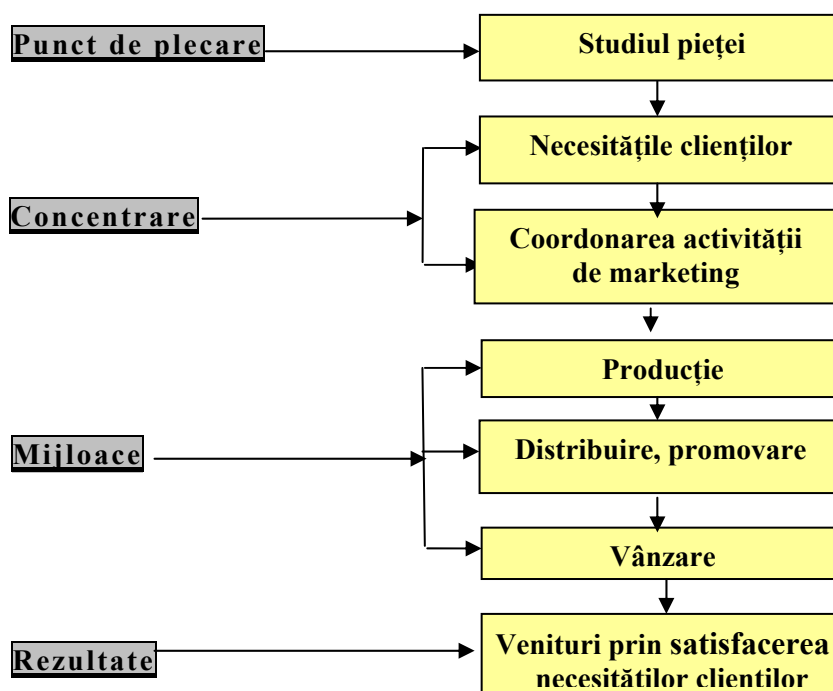 Punct de plecare
Studiul pieței
Necesitățile clienților
Concentrare
Coordonarea activității
de marketing
Producție
Mijloace
Distribuire, promovare
Vânzare
Rezultate
Venituri prin satisfacerea
necesităților clienților